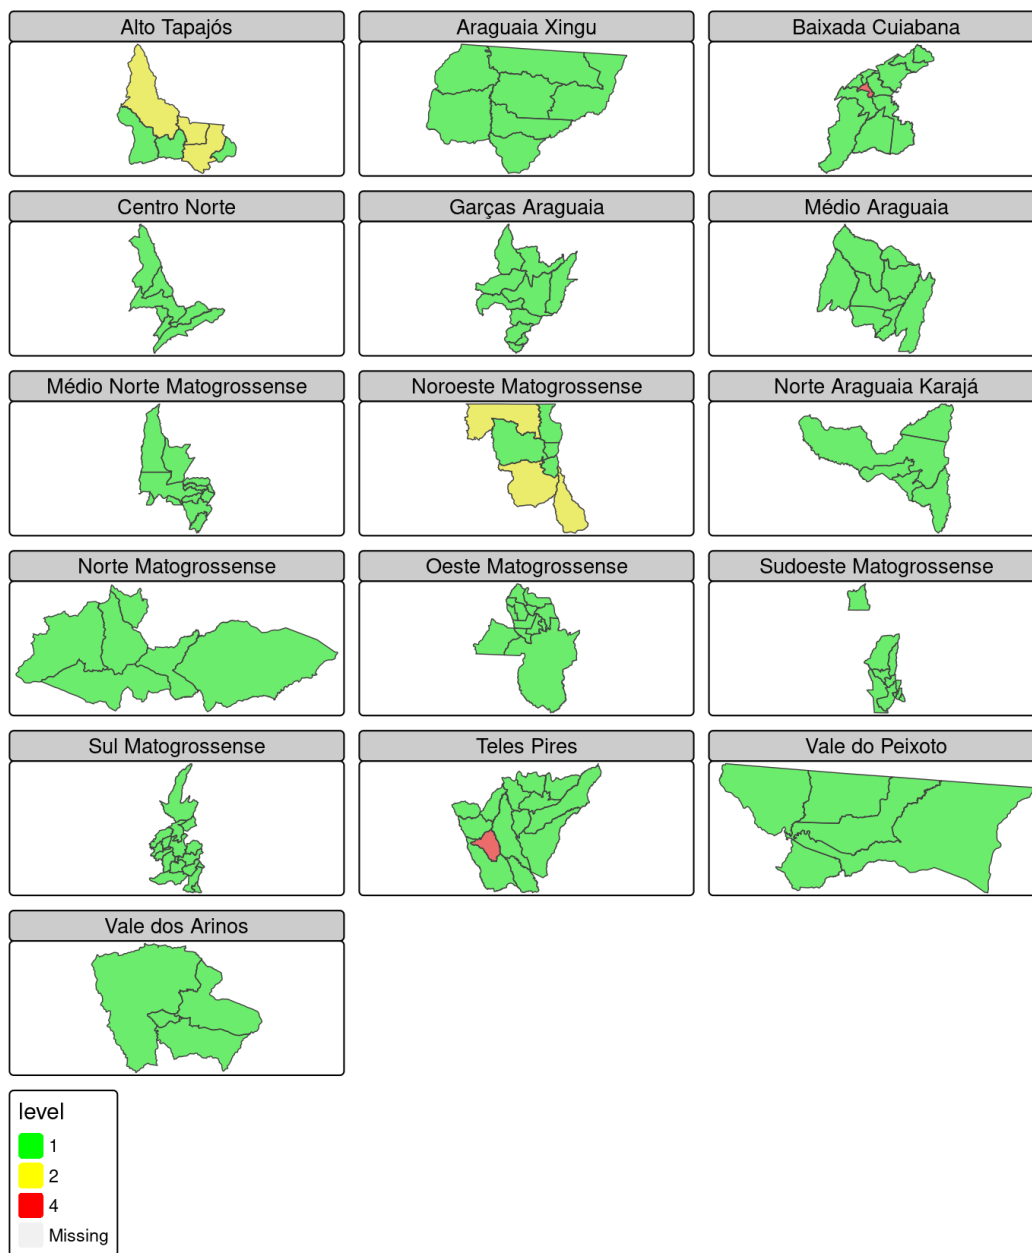 Alto Tapajós
Araguaia Xingu
Baixada Cuiabana
Centro Norte
Garças Araguaia
Médio Araguaia
Médio Norte Matogrossense
Noroeste Matogrossense
Norte Araguaia Karajá
Norte Matogrossense
Oeste Matogrossense
Sudoeste Matogrossense
Sul Matogrossense
Teles Pires
Vale do Peixoto
Vale dos Arinos
level
1
2
4
Missing